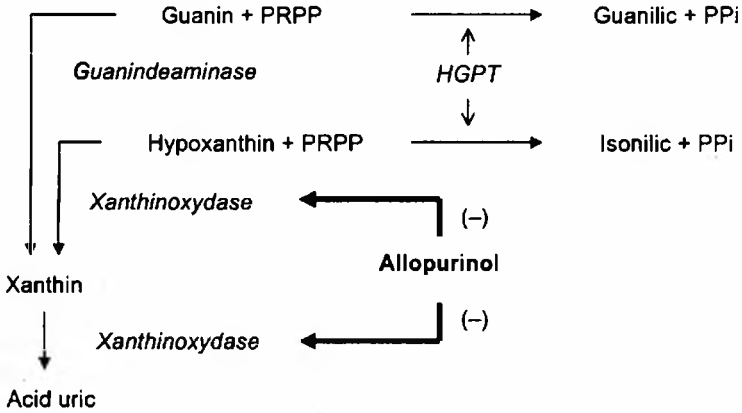 Guanin + PRPP Guanilic + PPi
Guanindeaminase HGPT
Hypoxanthin + PRPP Isonilic + PPi
Xanthinoxydase (–)
Allopurinol
Xanthin
(–)
Xanthinoxydase
Acid uric